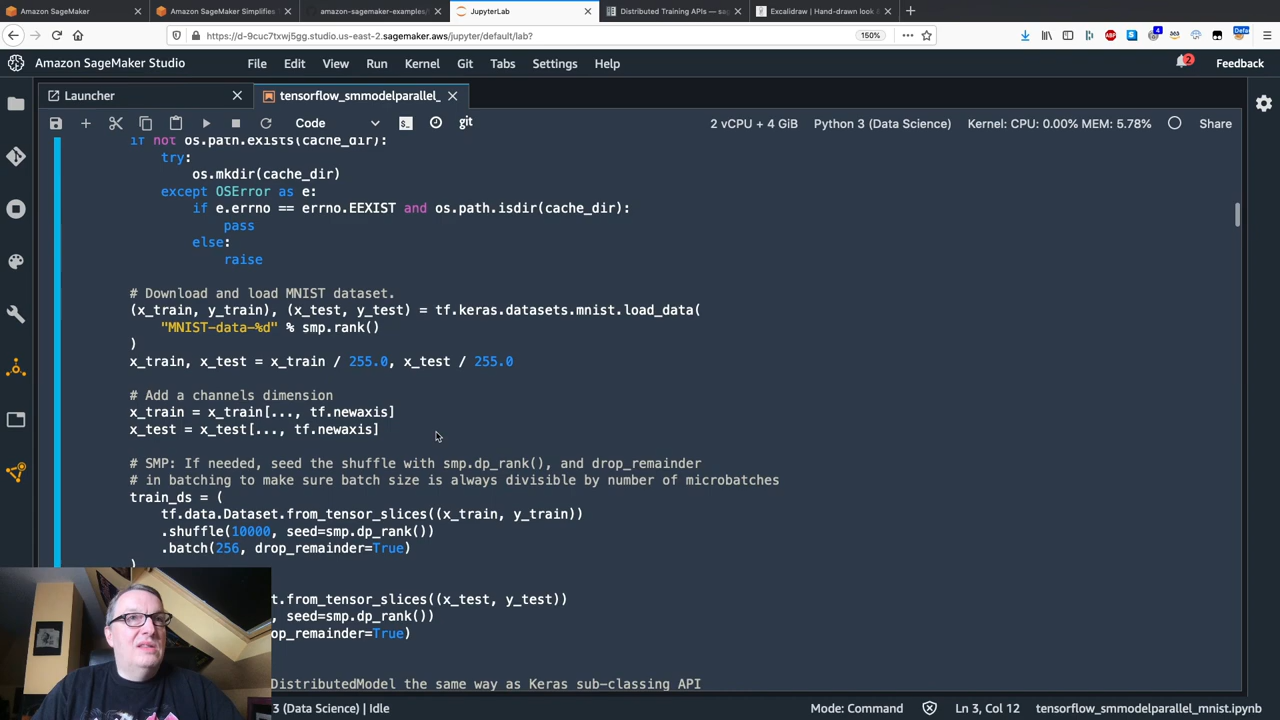 Amazon SageMaker
Amazon SageMaker Simplifies
amazon-sagemaker-examples/
JupyterLab
Distributed Training APIs — sag
Excalidraw | Hand-drawn look &
https://d-9cuc7txwj5gg.studio.us-east-2.sagemaker.aws/jupyter/default/lab?
150%
Amazon SageMaker Studio
File
Edit
View
Run
Kernel
Git
Tabs
Settings
Help
2
Feedback
Launcher
tensorflow_smmodelparallel_
Code
git
2 vCPU + 4 GiB
Python 3 (Data Science)
Kernel: CPU: 0.00% MEM: 5.78%
Share
if not os.path.exists(cache_dir):
try:
os.mkdir(cache_dir)
except OSError as e:
if e.errno == errno.EEXIST and os.path.isdir(cache_dir):
pass
else:
raise
# Download and load MNIST dataset.
(x_train, y_train), (x_test, y_test) = tf.keras.datasets.mnist.load_data(
"MNIST-data-%d" % smp.rank()
)
x_train, x_test = x_train / 255.0, x_test / 255.0
# Add a channels dimension
x_train = x_train[..., tf.newaxis]
x_test = x_test[..., tf.newaxis]
# SMP: If needed, seed the shuffle with smp.dp_rank(), and drop_remainder
# in batching to make sure batch size is always divisible by number of microbatches
train_ds = (
tf.data.Dataset.from_tensor_slices((x_train, y_train))
.shuffle(10000, seed=smp.dp_rank())
.batch(256, drop_remainder=True)
)
t.from_tensor_slices((x_test, y_test))
, seed=smp.dp_rank())
op_remainder=True)
DistributedModel the same way as Keras sub-classing API
3 (Data Science) | Idle
Mode: Command
Ln 3, Col 12
tensorflow_smmodelparallel_mnist.ipynb